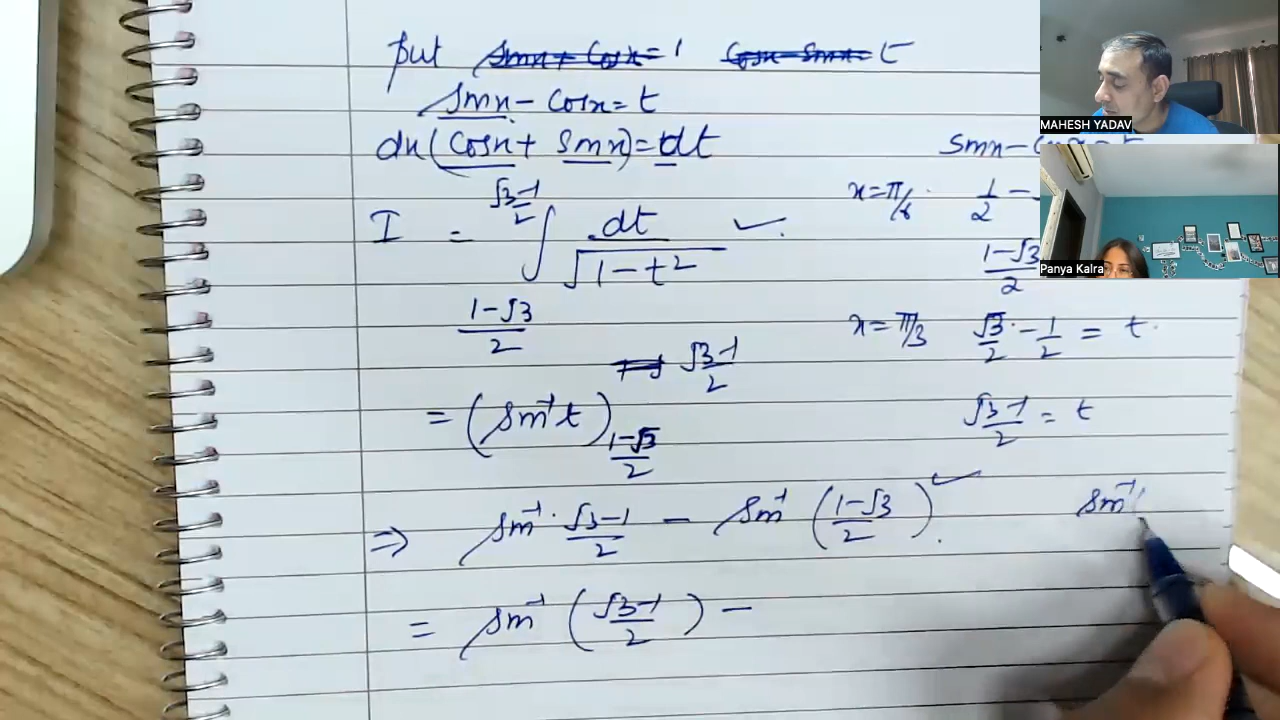 put sinx + Cosx = 1 Cosx - sinx = t
sinx - Cosx = t
dx(Cosx + sinx) = dt
I = ∫ dt / √1-t²
√3-1/2
1-√3/2
= (sin⁻¹t)
√3-1/2
1-√3/2
⇒ sin⁻¹ √3-1/2 - sin⁻¹ (1-√3/2)
= sin⁻¹ (√3-1/2) -
x = π/6 1/2 -
1-√3/2
x = π/3 √3/2 - 1/2 = t
√3-1/2 = t
sin⁻¹(
MAHESH YADAV
Panya Kalra